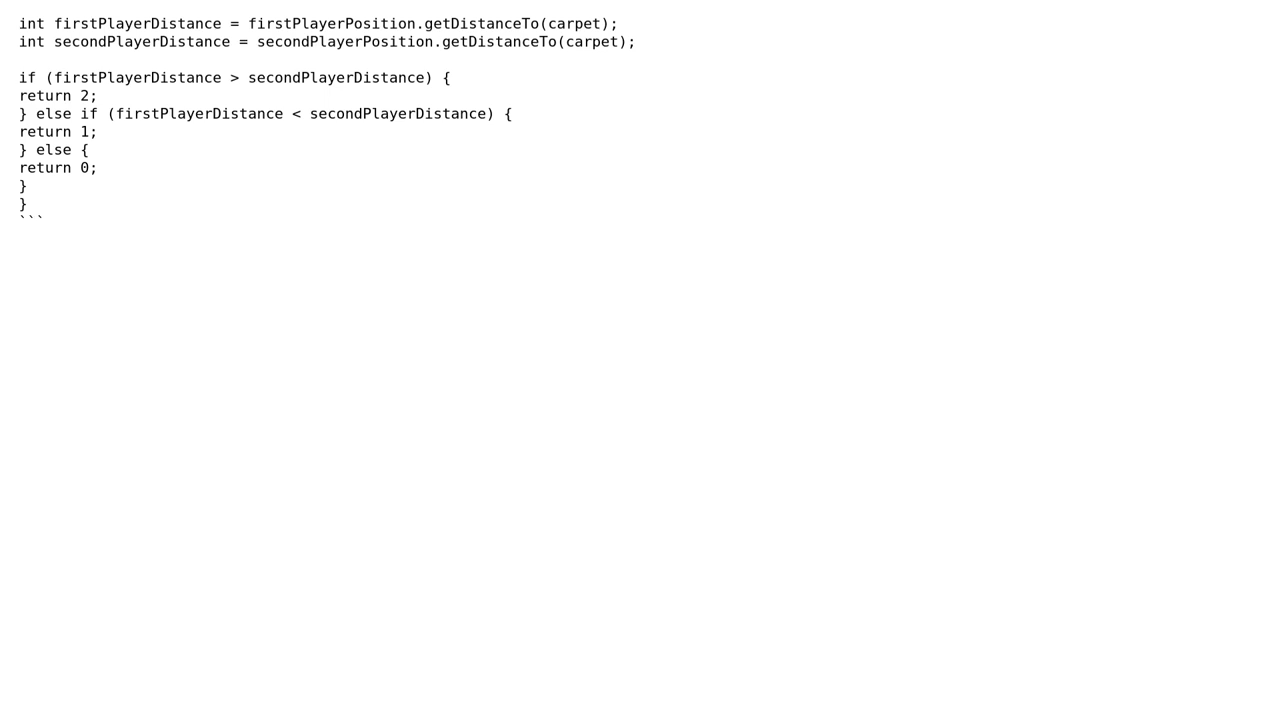 int firstPlayerDistance = firstPlayerPosition.getDistanceTo(carpet);
int secondPlayerDistance = secondPlayerPosition.getDistanceTo(carpet);

if (firstPlayerDistance > secondPlayerDistance) {
return 2;
} else if (firstPlayerDistance < secondPlayerDistance) {
return 1;
} else {
return 0;
}
}
```